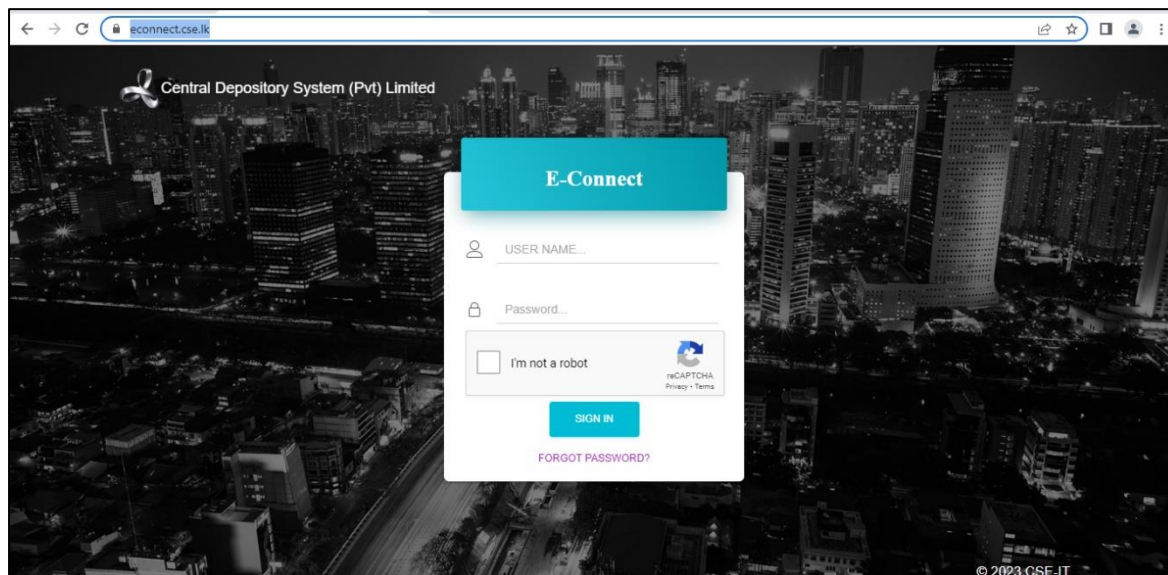 econnect.cse.lk
Central Depository System (Pvt) Limited
E-Connect
USER NAME...
Password...
I'm not a robot
reCAPTCHA
Privacy - Terms
SIGN IN
FORGOT PASSWORD?
© 2023 CSE-IT